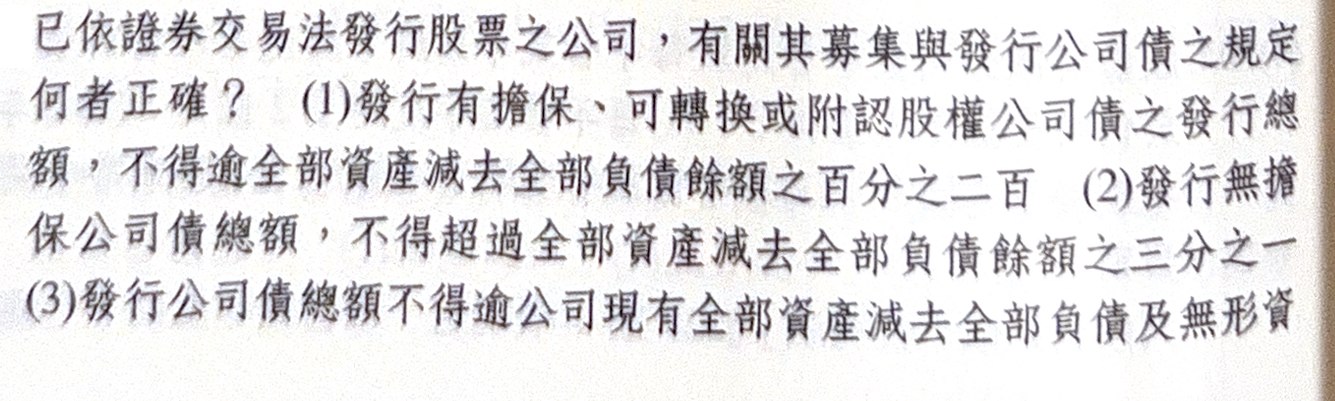 已依證券交易法發行股票之公司，有關其募集與發行公司債之規定
何者正確？ (1)發行有擔保、可轉換或附認股權公司債之發行總
額，不得逾全部資產減去全部負債餘額之百分之二百 (2)發行無擔
保公司債總額，不得超過全部資產減去全部負債餘額之三分之一
(3)發行公司債總額不得逾公司現有全部資產減去全部負債及無形資